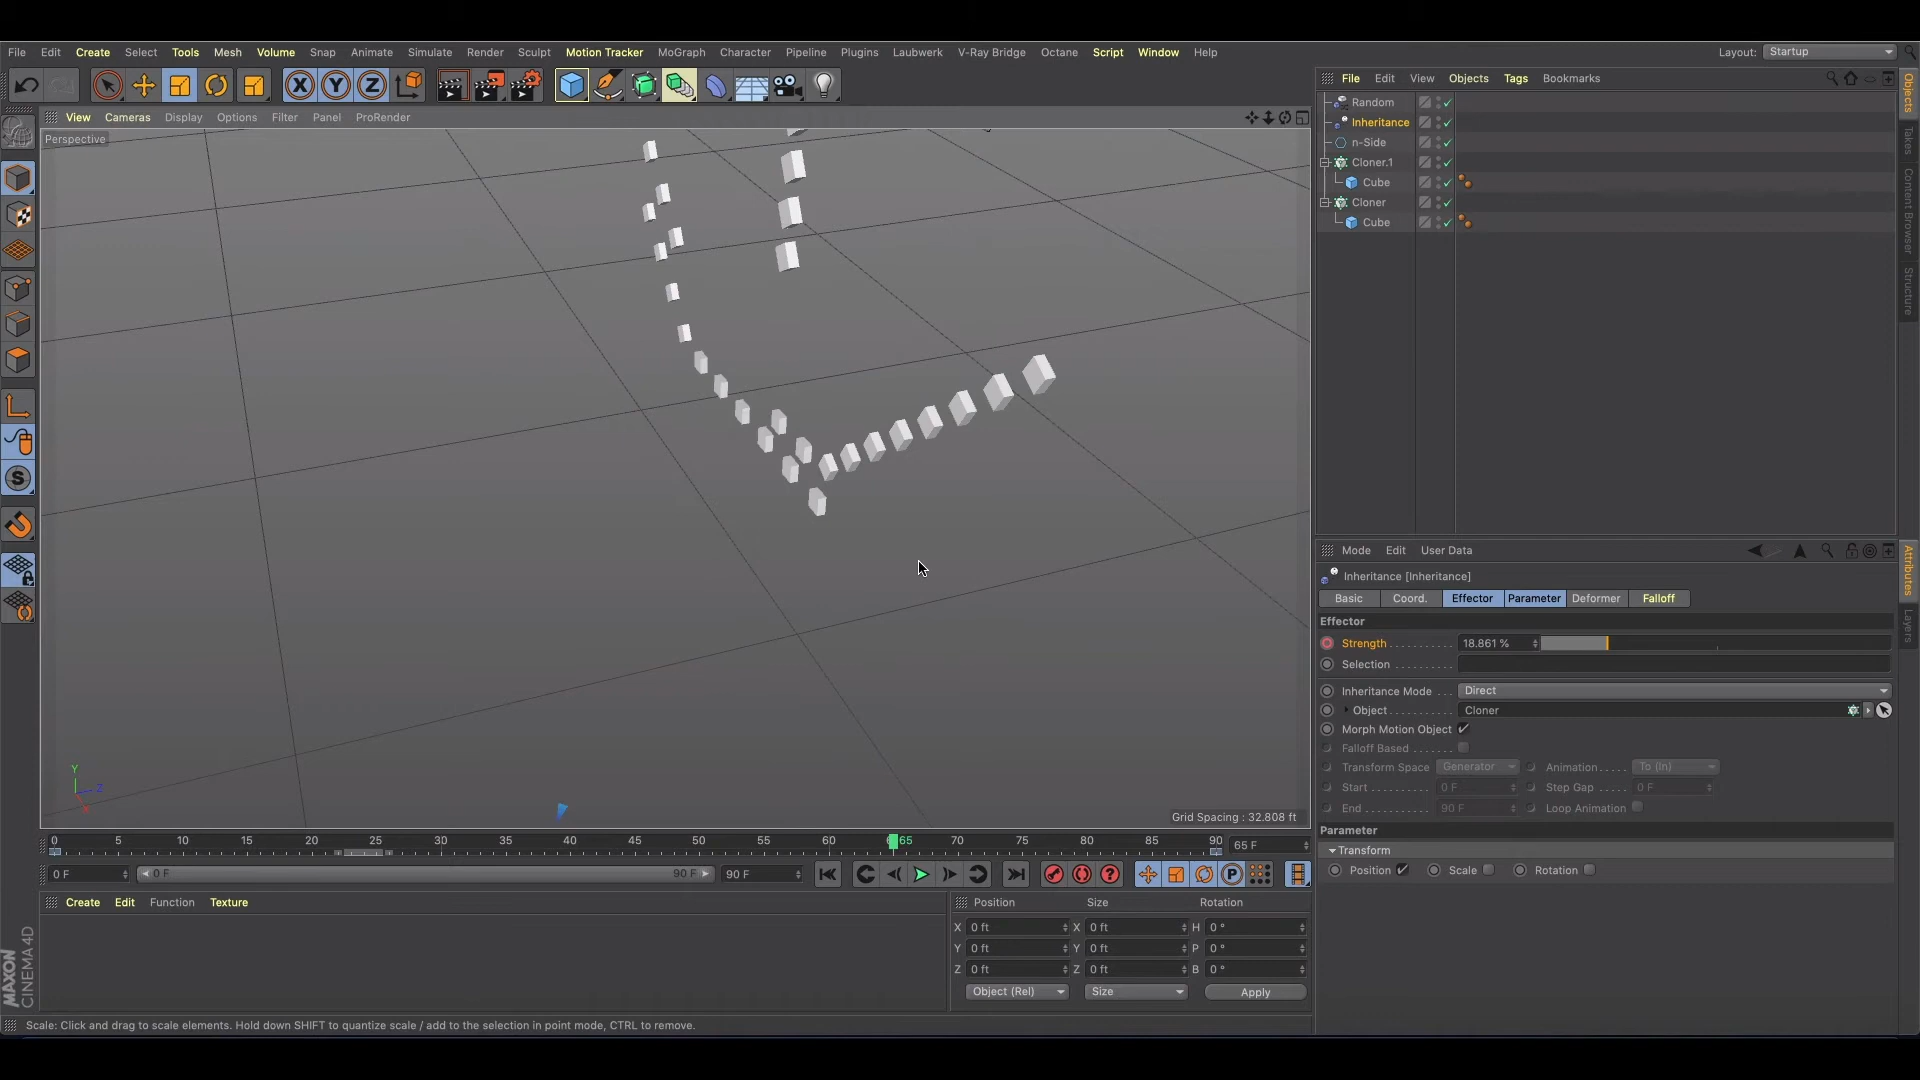 File Edit Create Select Tools Mesh Volume Snap Animate Simulate Render Sculpt Motion Tracker MoGraph Character Pipeline Plugins Laubwerk V-Ray Bridge Octane Script Window Help
Layout: Startup
X Y Z
View Cameras Display Options Filter Panel ProRender
Perspective
Y
Z
X
Grid Spacing : 32.808 ft
0 5 10 15 20 25 30 35 40 45 50 55 60 65 70 75 80 85 90
65 F
0 F
0 F
90 F
90 F
P
Create Edit Function Texture
Position Size Rotation
X 0 ft X 0 ft H 0 °
Y 0 ft Y 0 ft P 0 °
Z 0 ft Z 0 ft B 0 °
Object (Rel) Size Apply
MAXON
CINEMA 4D
Scale: Click and drag to scale elements. Hold down SHIFT to quantize scale / add to the selection in point mode, CTRL to remove.
File Edit View Objects Tags Bookmarks
Random
Inheritance
n-Side
Cloner.1
Cube
Cloner
Cube
Objects
Takes
Content Browser
Structure
Mode Edit User Data
Inheritance [Inheritance]
Basic Coord. Effector Parameter Deformer Falloff
Effector
Strength . . . . . . . . . . 18.861 %
Selection . . . . . . . . .
Inheritance Mode . . . Direct
Object . . . . . . . . . . Cloner
Morph Motion Object
Falloff Based . . . . . . .
Transform Space Generator Animation. . . . . To (In)
Start . . . . . . . . . . 0 F Step Gap . . . . . 0 F
End . . . . . . . . . . . 90 F Loop Animation
Parameter
Transform
Position Scale Rotation
Attributes
Layers